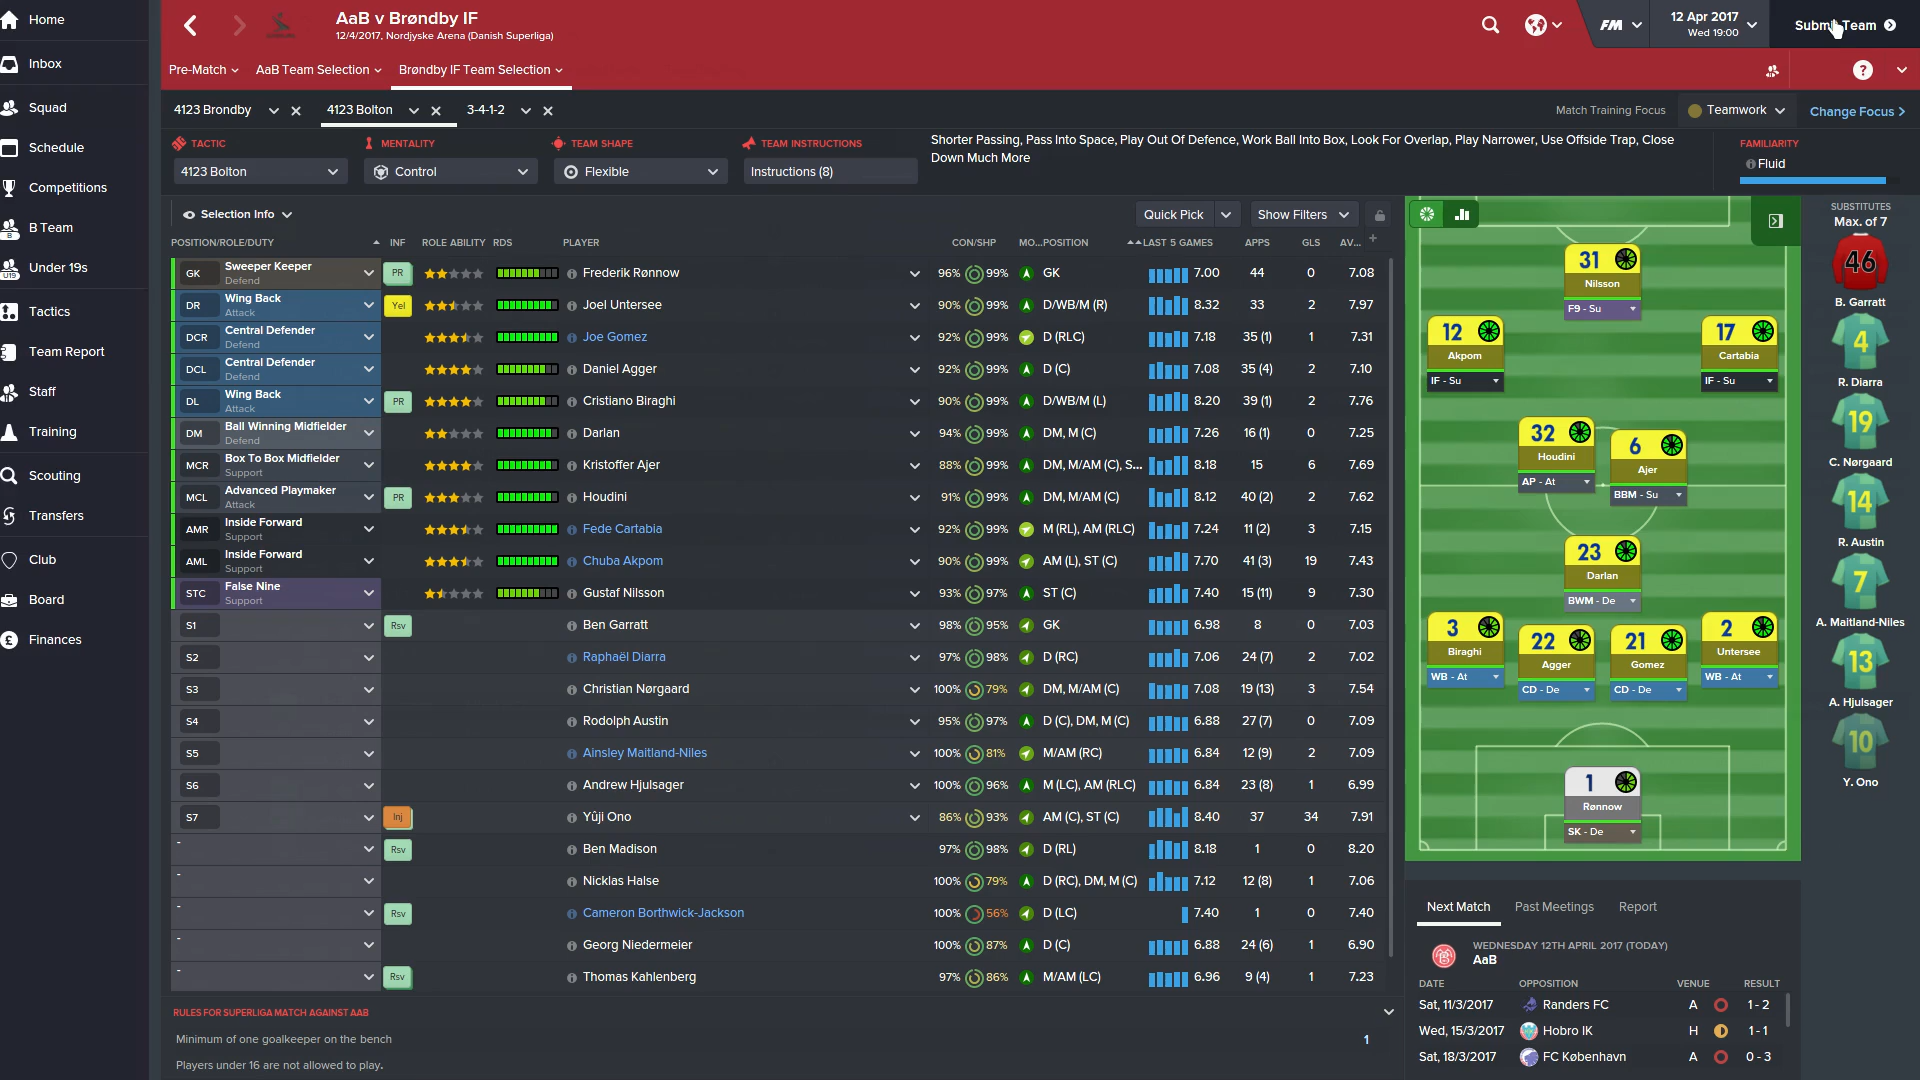 Home
Inbox
Squad
Schedule
Competitions
B Team
Under 19s
Tactics
Team Report
Staff
Training
Scouting
Transfers
Club
Board
Finances
AaB v Brøndby IF
12/4/2017, Nordjyske Arena (Danish Superliga)
FM
12 Apr 2017
Wed 19:00
Pre-Match
AaB Team Selection
Brøndby IF Team Selection
4123 Brondby
4123 Bolton
3-4-1-2
Match Training Focus
Teamwork
Change Focus >
TACTIC
MENTALITY
TEAM SHAPE
TEAM INSTRUCTIONS
4123 Bolton
Control
Flexible
Instructions (8)
Shorter Passing, Pass Into Space, Play Out Of Defence, Work Ball Into Box, Look For Overlap, Play Narrower, Use Offside Trap, Close
Down Much More
FAMILIARITY
Fluid
Selection Info
Quick Pick
Show Filters
POSITION/ROLE/DUTY INF ROLE ABILITY RDS PLAYER CON/SHP MO... POSITION LAST 5 GAMES APPS GLS AV...
GK Sweeper Keeper Defend PR Frederik Rønnow 96% 99% GK 7.00 44 0 7.08
DR Wing Back Attack Yel Joel Untersee 90% 99% D/WB/M (R) 8.32 33 2 7.97
DCR Central Defender Defend Joe Gomez 92% 99% D (RLC) 7.18 35 (1) 1 7.31
DCL Central Defender Defend Daniel Agger 92% 99% D (C) 7.08 35 (4) 2 7.10
DL Wing Back Attack PR Cristiano Biraghi 90% 99% D/WB/M (L) 8.20 39 (1) 2 7.76
DM Ball Winning Midfielder Defend Darlan 94% 99% DM, M (C) 7.26 16 (1) 0 7.25
MCR Box To Box Midfielder Support Kristoffer Ajer 88% 99% DM, M/AM (C), S... 8.18 15 6 7.69
MCL Advanced Playmaker Attack PR Houdini 91% 99% DM, M/AM (C) 8.12 40 (2) 2 7.62
AMR Inside Forward Support Fede Cartabia 92% 99% M (RL), AM (RLC) 7.24 11 (2) 3 7.15
AML Inside Forward Support Chuba Akpom 90% 99% AM (L), ST (C) 7.70 41 (3) 19 7.43
STC False Nine Support Gustaf Nilsson 93% 97% ST (C) 7.40 15 (11) 9 7.30
S1 Rsv Ben Garratt 98% 95% GK 6.98 8 0 7.03
S2 Raphaël Diarra 97% 98% D (RC) 7.06 24 (7) 2 7.02
S3 Christian Nørgaard 100% 79% DM, M/AM (C) 7.08 19 (13) 3 7.54
S4 Rodolph Austin 95% 97% D (C), DM, M (C) 6.88 27 (7) 0 7.09
S5 Ainsley Maitland-Niles 100% 81% M/AM (RC) 6.84 12 (9) 2 7.09
S6 Andrew Hjulsager 100% 96% M (LC), AM (RLC) 6.84 23 (8) 1 6.99
S7 Inj Yûji Ono 86% 93% AM (C), ST (C) 8.40 37 34 7.91
- Rsv Ben Madison 97% 98% D (RL) 8.18 1 0 8.20
- Nicklas Halse 100% 79% D (RC), DM, M (C) 7.12 12 (8) 1 7.06
- Rsv Cameron Borthwick-Jackson 100% 56% D (LC) 7.40 1 0 7.40
- Georg Niedermeier 100% 87% D (C) 6.88 24 (6) 1 6.90
- Rsv Thomas Kahlenberg 97% 86% M/AM (LC) 6.96 9 (4) 1 7.23
RULES FOR SUPERLIGA MATCH AGAINST AAB
Minimum of one goalkeeper on the bench 1
Players under 16 are not allowed to play.
31
Nilsson
F9 - Su
12
Akpom
IF - Su
17
Cartabia
IF - Su
32
Houdini
AP - At
6
Ajer
BBM - Su
23
Darlan
BWM - De
3
Biraghi
WB - At
22
Agger
CD - De
21
Gomez
CD - De
2
Untersee
WB - At
1
Rønnow
SK - De
SUBSTITUTES
Max. of 7
46
B. Garratt
4
R. Diarra
19
C. Nørgaard
14
R. Austin
7
A. Maitland-Niles
13
A. Hjulsager
10
Y. Ono
Next Match
Past Meetings
Report
WEDNESDAY 12TH APRIL 2017 (TODAY)
AaB
DATE OPPOSITION VENUE RESULT
Sat, 11/3/2017 Randers FC A 1 - 2
Wed, 15/3/2017 Hobro IK H 1 - 1
Sat, 18/3/2017 FC København A 0 - 3